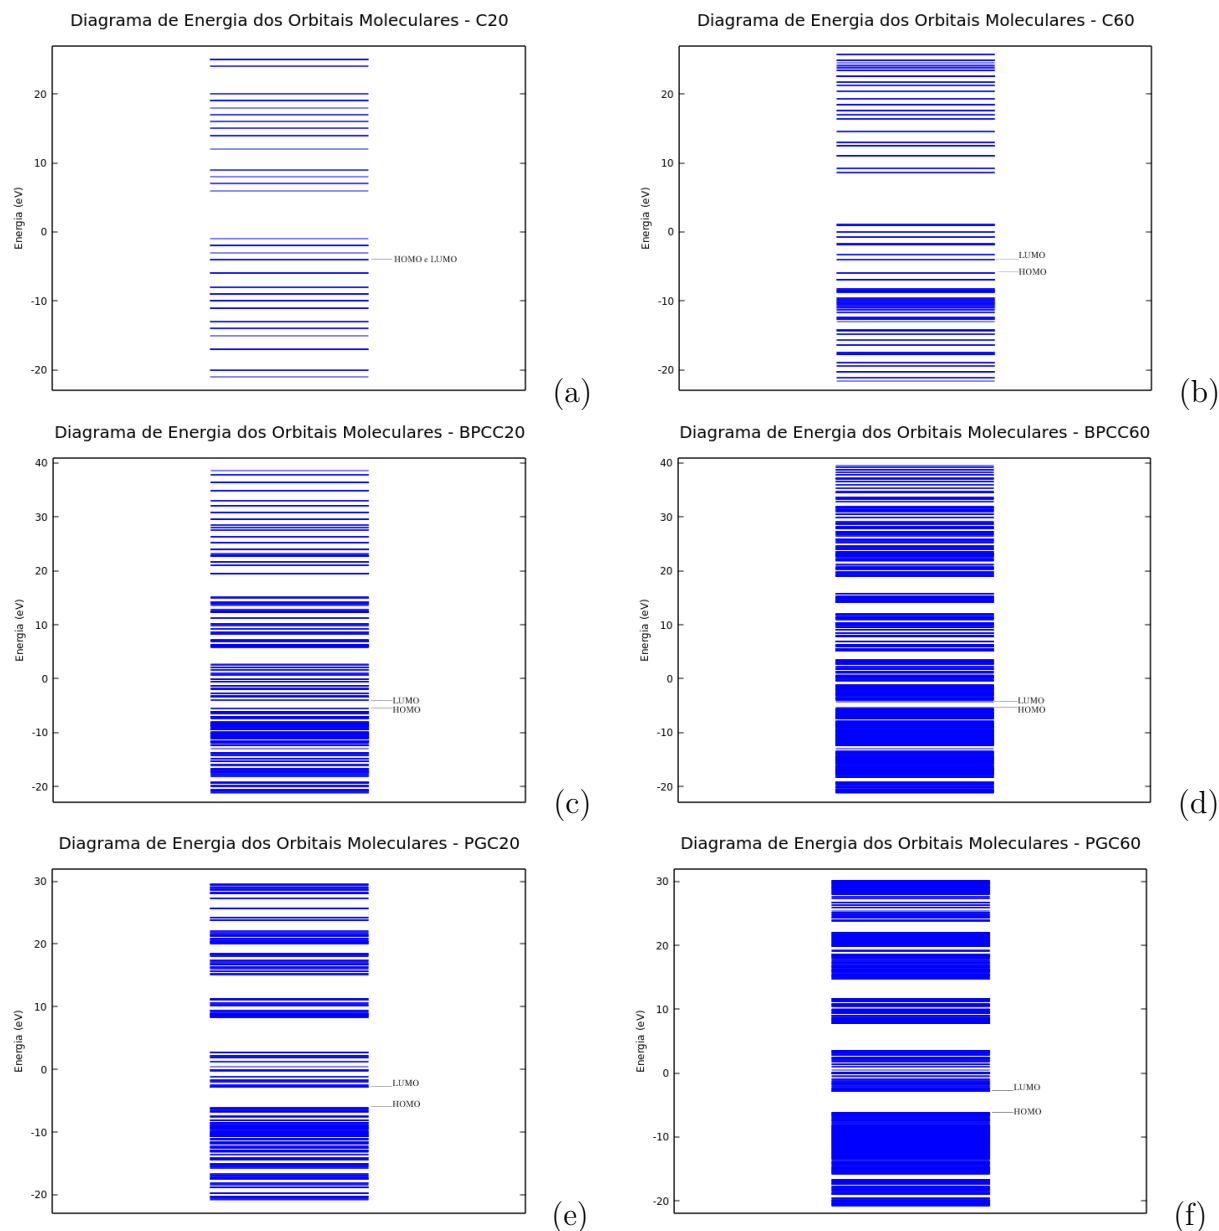 Diagrama de Energia dos Orbitais Moleculares - C20
Energia (eV)
20
10
0
-10
-20
HOMO e LUMO
(a)
Diagrama de Energia dos Orbitais Moleculares - C60
Energia (eV)
20
10
0
-10
-20
LUMO
HOMO
(b)
Diagrama de Energia dos Orbitais Moleculares - BPCC20
Energia (eV)
40
30
20
10
0
-10
-20
LUMO
HOMO
(c)
Diagrama de Energia dos Orbitais Moleculares - BPCC60
Energia (eV)
40
30
20
10
0
-10
-20
LUMO
HOMO
(d)
Diagrama de Energia dos Orbitais Moleculares - PGC20
Energia (eV)
30
20
10
0
-10
-20
LUMO
HOMO
(e)
Diagrama de Energia dos Orbitais Moleculares - PGC60
Energia (eV)
30
20
10
0
-10
-20
LUMO
HOMO
(f)